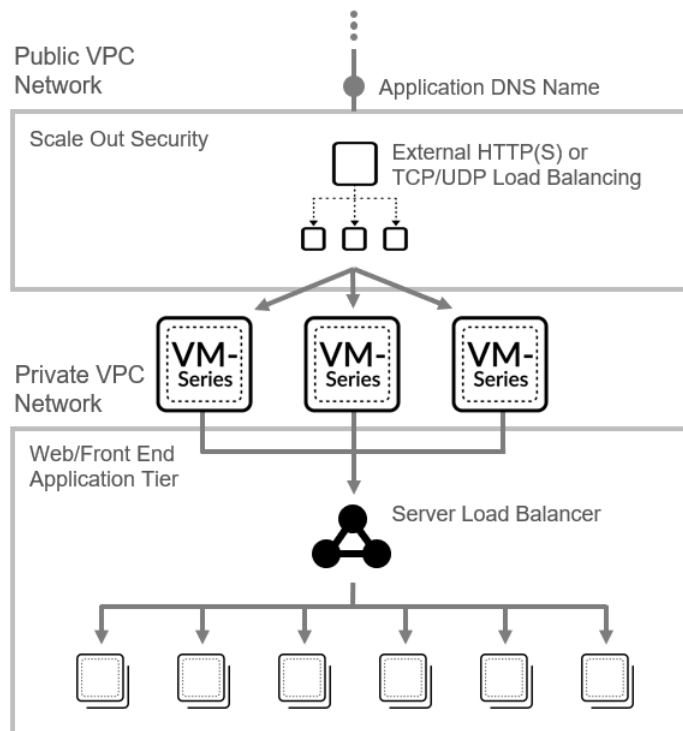 Public VPC
Network
Application DNS Name
Scale Out Security
External HTTP(S) or
TCP/UDP Load Balancing
VM-
Series
VM-
Series
VM-
Series
Private VPC
Network
Web/Front End
Application Tier
Server Load Balancer